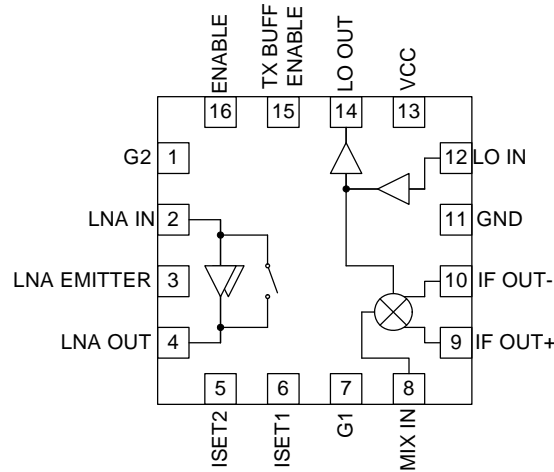 ENABLE
TX BUFF
ENABLE
LO OUT
VCC
16
15
14
13
G2
1
12
LO IN
LNA IN
2
11
GND
LNA EMITTER
3
10
IF OUT-
LNA OUT
4
9
IF OUT+
5
6
7
8
ISET2
ISET1
G1
MIX IN